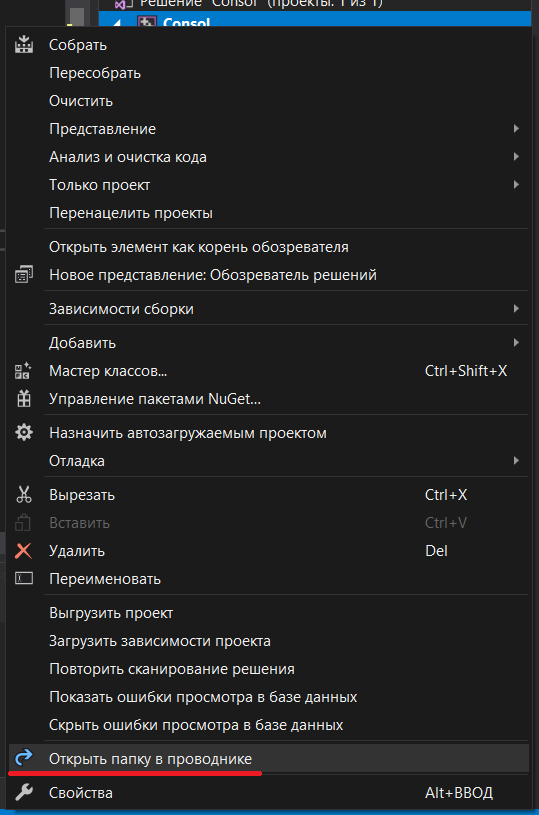 Решение "Consol" (проекты: 1 из 1)
Consol
Собрать
Пересобрать
Очистить
Представление
Анализ и очистка кода
Только проект
Перенацелить проекты
Открыть элемент как корень обозревателя
Новое представление: Обозреватель решений
Зависимости сборки
Добавить
Мастер классов... Ctrl+Shift+X
Управление пакетами NuGet...
Назначить автозагружаемым проектом
Отладка
Вырезать Ctrl+X
Вставить Ctrl+V
Удалить Del
Переименовать
Выгрузить проект
Загрузить зависимости проекта
Повторить сканирование решения
Показать ошибки просмотра в базе данных
Скрыть ошибки просмотра в базе данных
Открыть папку в проводнике
Свойства Alt+ВВОД